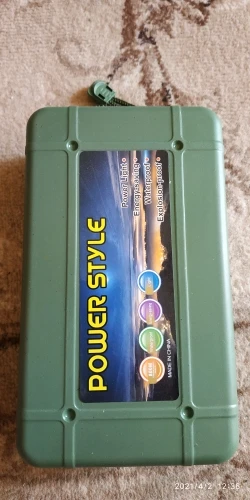 POWER STYLE
Power Light
Energy-saving
Waterproof
Explosion-proof
MADE IN CHINA
2021/4/2 12:36